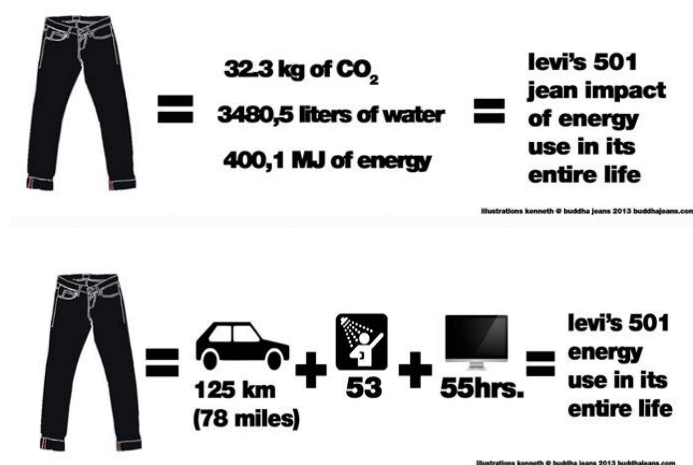 32.3 kg of CO₂
3480,5 liters of water
400,1 MJ of energy
levi's 501
jean impact
of energy
use in its
entire life
illustrations kenneth @ buddha jeans 2013 buddhajeans.com
125 km
(78 miles)
53
55hrs.
levi's 501
energy
use in its
entire life
illustrations kenneth @ buddha jeans 2013 buddhajeans.com